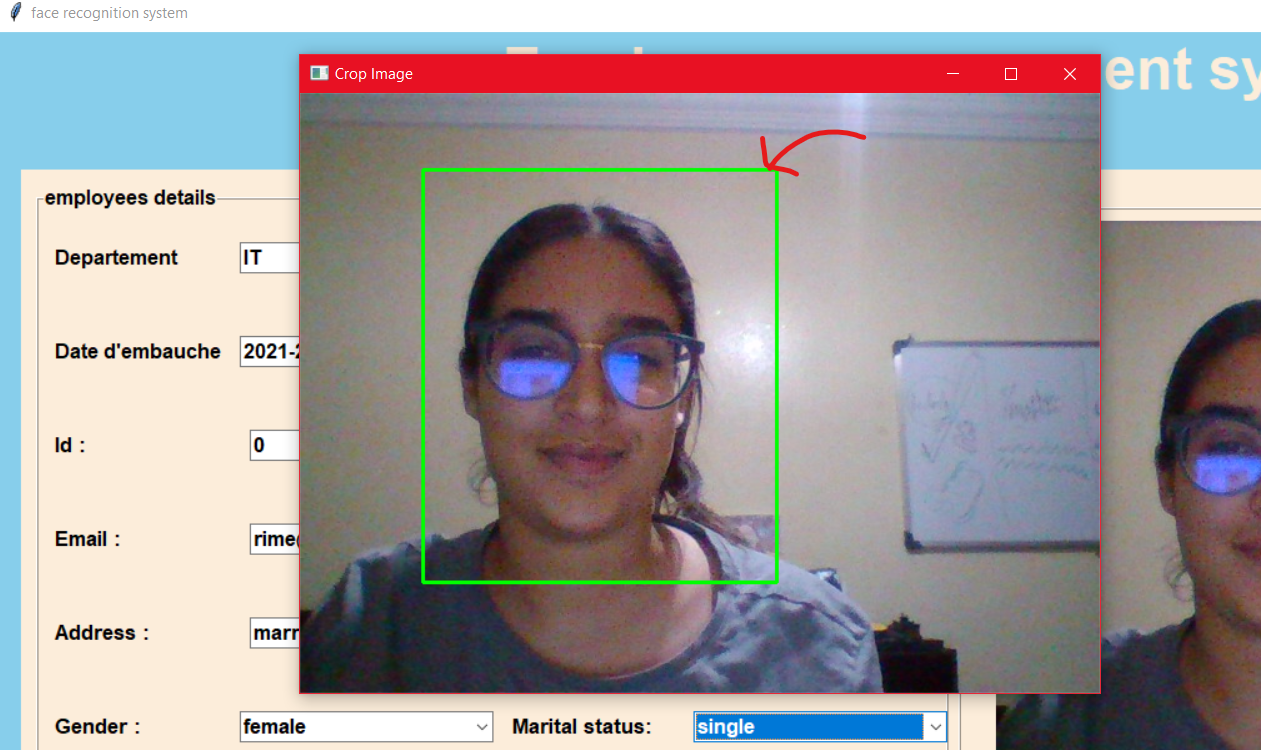 face recognition system
ent sy
Crop Image
employees details
Departement IT
Date d'embauche 2021-2
Id : 0
Email : rime
Address : marr
Gender : female Marital status: single